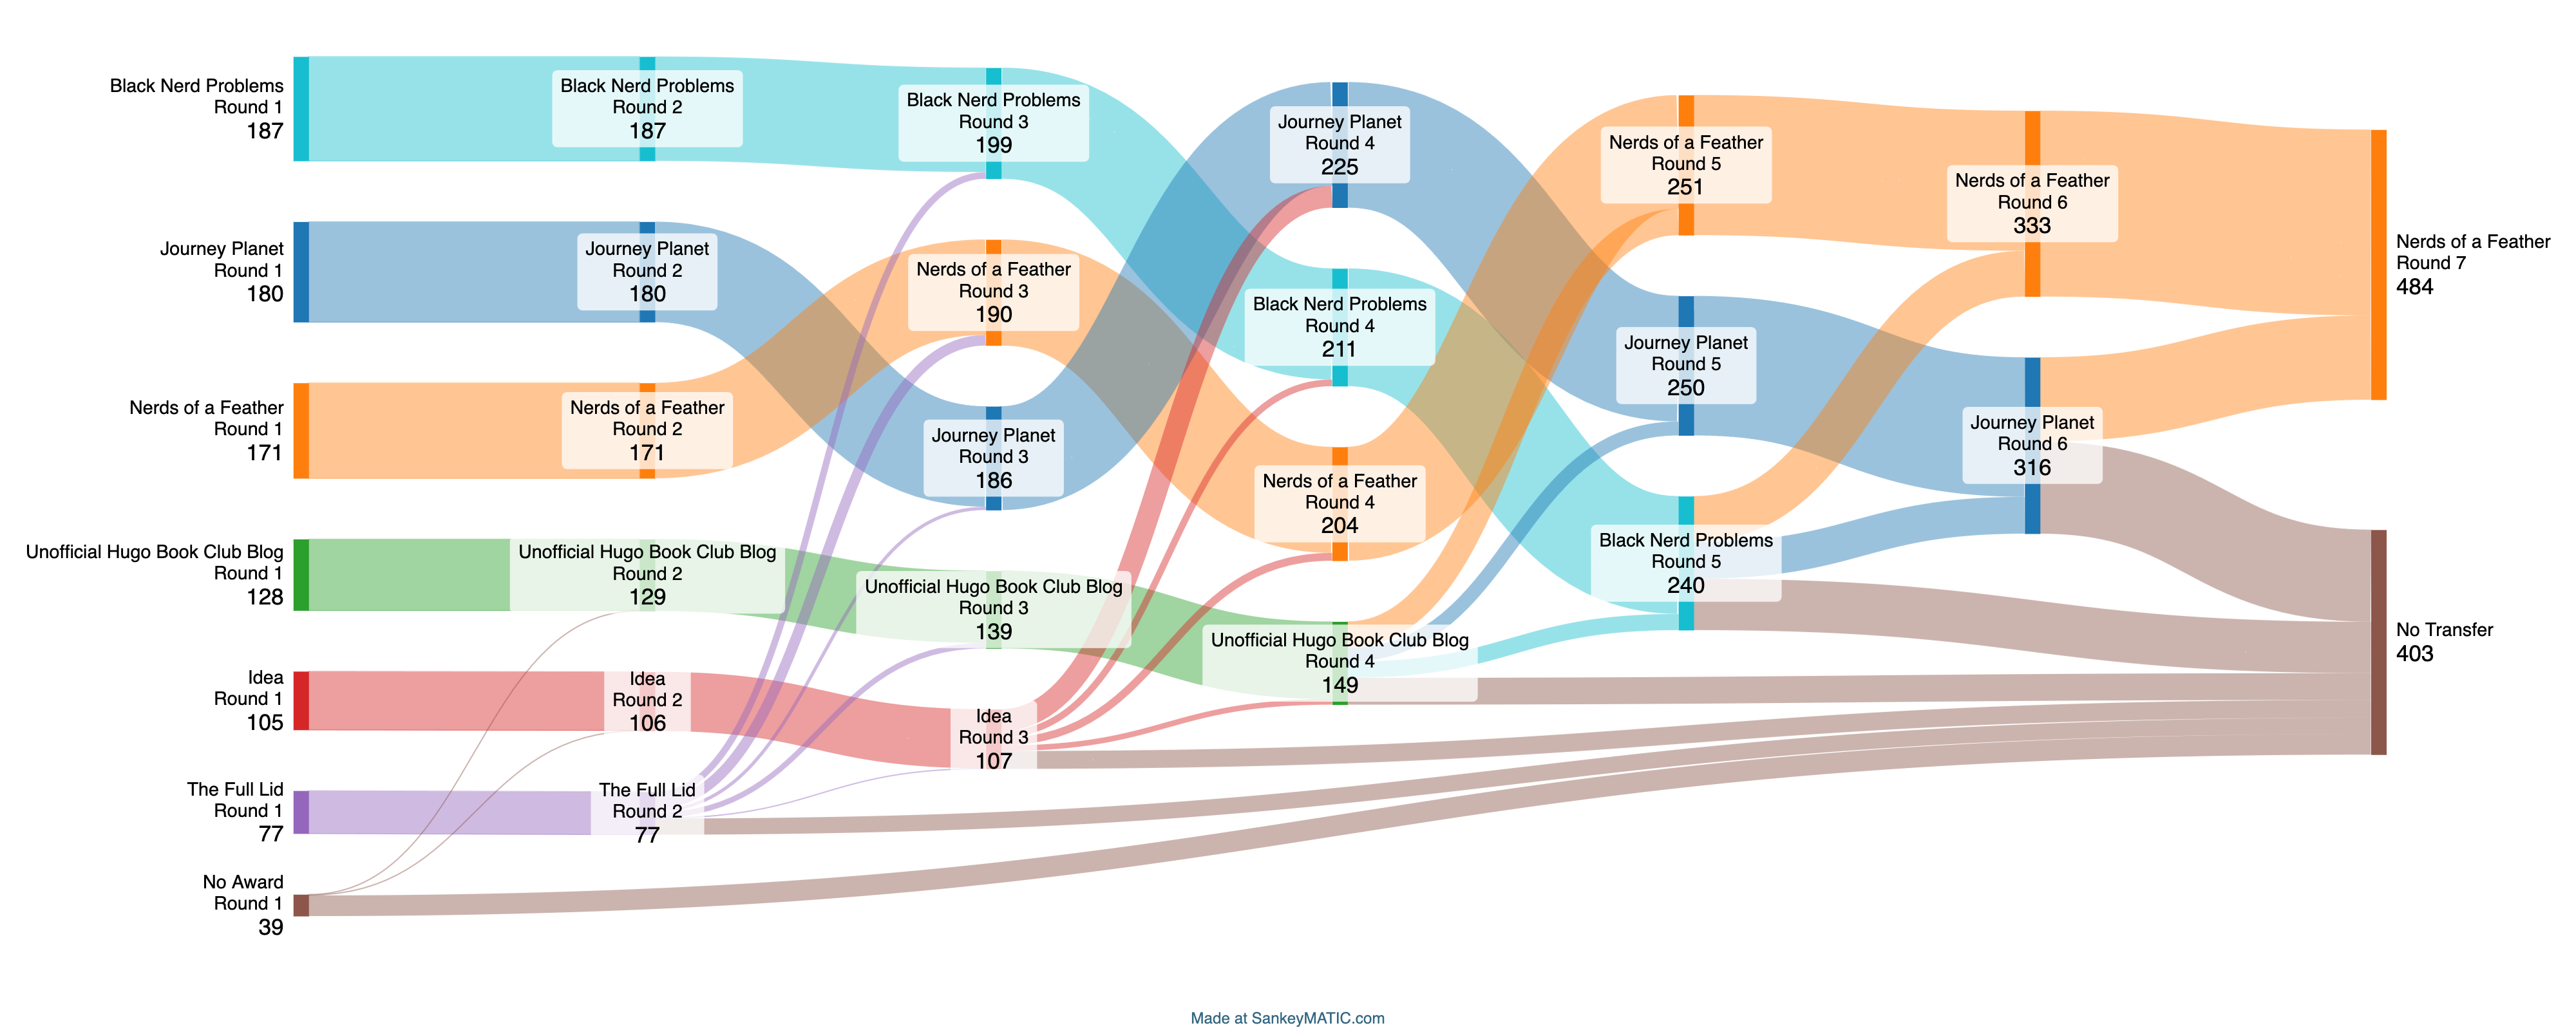 Black Nerd Problems
Round 1
187
Journey Planet
Round 1
180
Nerds of a Feather
Round 1
171
Unofficial Hugo Book Club Blog
Round 1
128
Idea
Round 1
105
The Full Lid
Round 1
77
No Award
Round 1
39
Black Nerd Problems
Round 2
187
Journey Planet
Round 2
180
Nerds of a Feather
Round 2
171
Unofficial Hugo Book Club Blog
Round 2
129
Idea
Round 2
106
The Full Lid
Round 2
77
Black Nerd Problems
Round 3
199
Nerds of a Feather
Round 3
190
Journey Planet
Round 3
186
Unofficial Hugo Book Club Blog
Round 3
139
Idea
Round 3
107
Journey Planet
Round 4
225
Black Nerd Problems
Round 4
211
Nerds of a Feather
Round 4
204
Unofficial Hugo Book Club Blog
Round 4
149
Nerds of a Feather
Round 5
251
Journey Planet
Round 5
250
Black Nerd Problems
Round 5
240
Nerds of a Feather
Round 6
333
Journey Planet
Round 6
316
Nerds of a Feather
Round 7
484
No Transfer
403
Made at SankeyMATIC.com